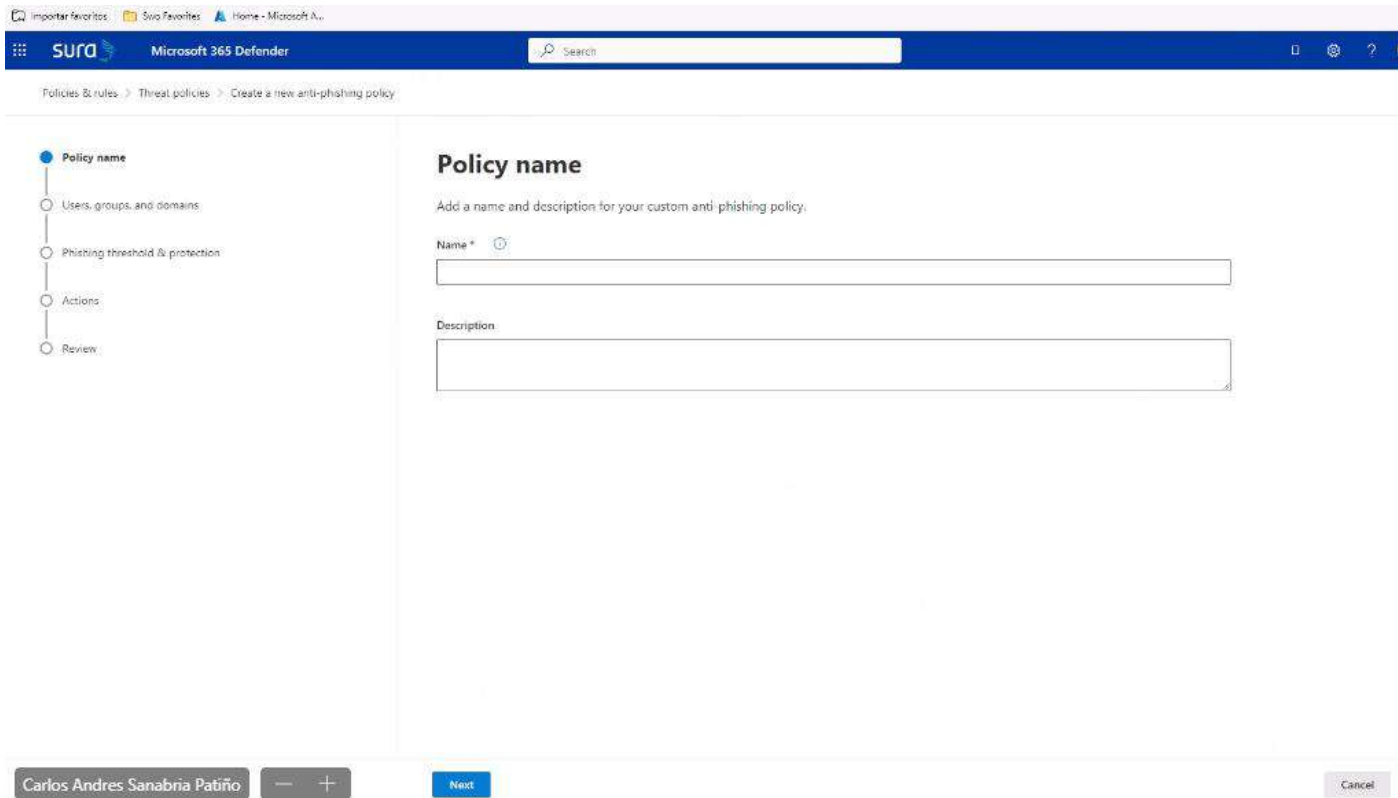 Importar favoritos Swo Favorites Home - Microsoft A...
sura Microsoft 365 Defender Search ?
Policies & rules > Threat policies > Create a new anti-phishing policy
Policy name
Users, groups, and domains
Phishing threshold & protection
Actions
Review
Policy name
Add a name and description for your custom anti-phishing policy.
Name *
Description
Carlos Andres Sanabria Patiño
Next
Cancel